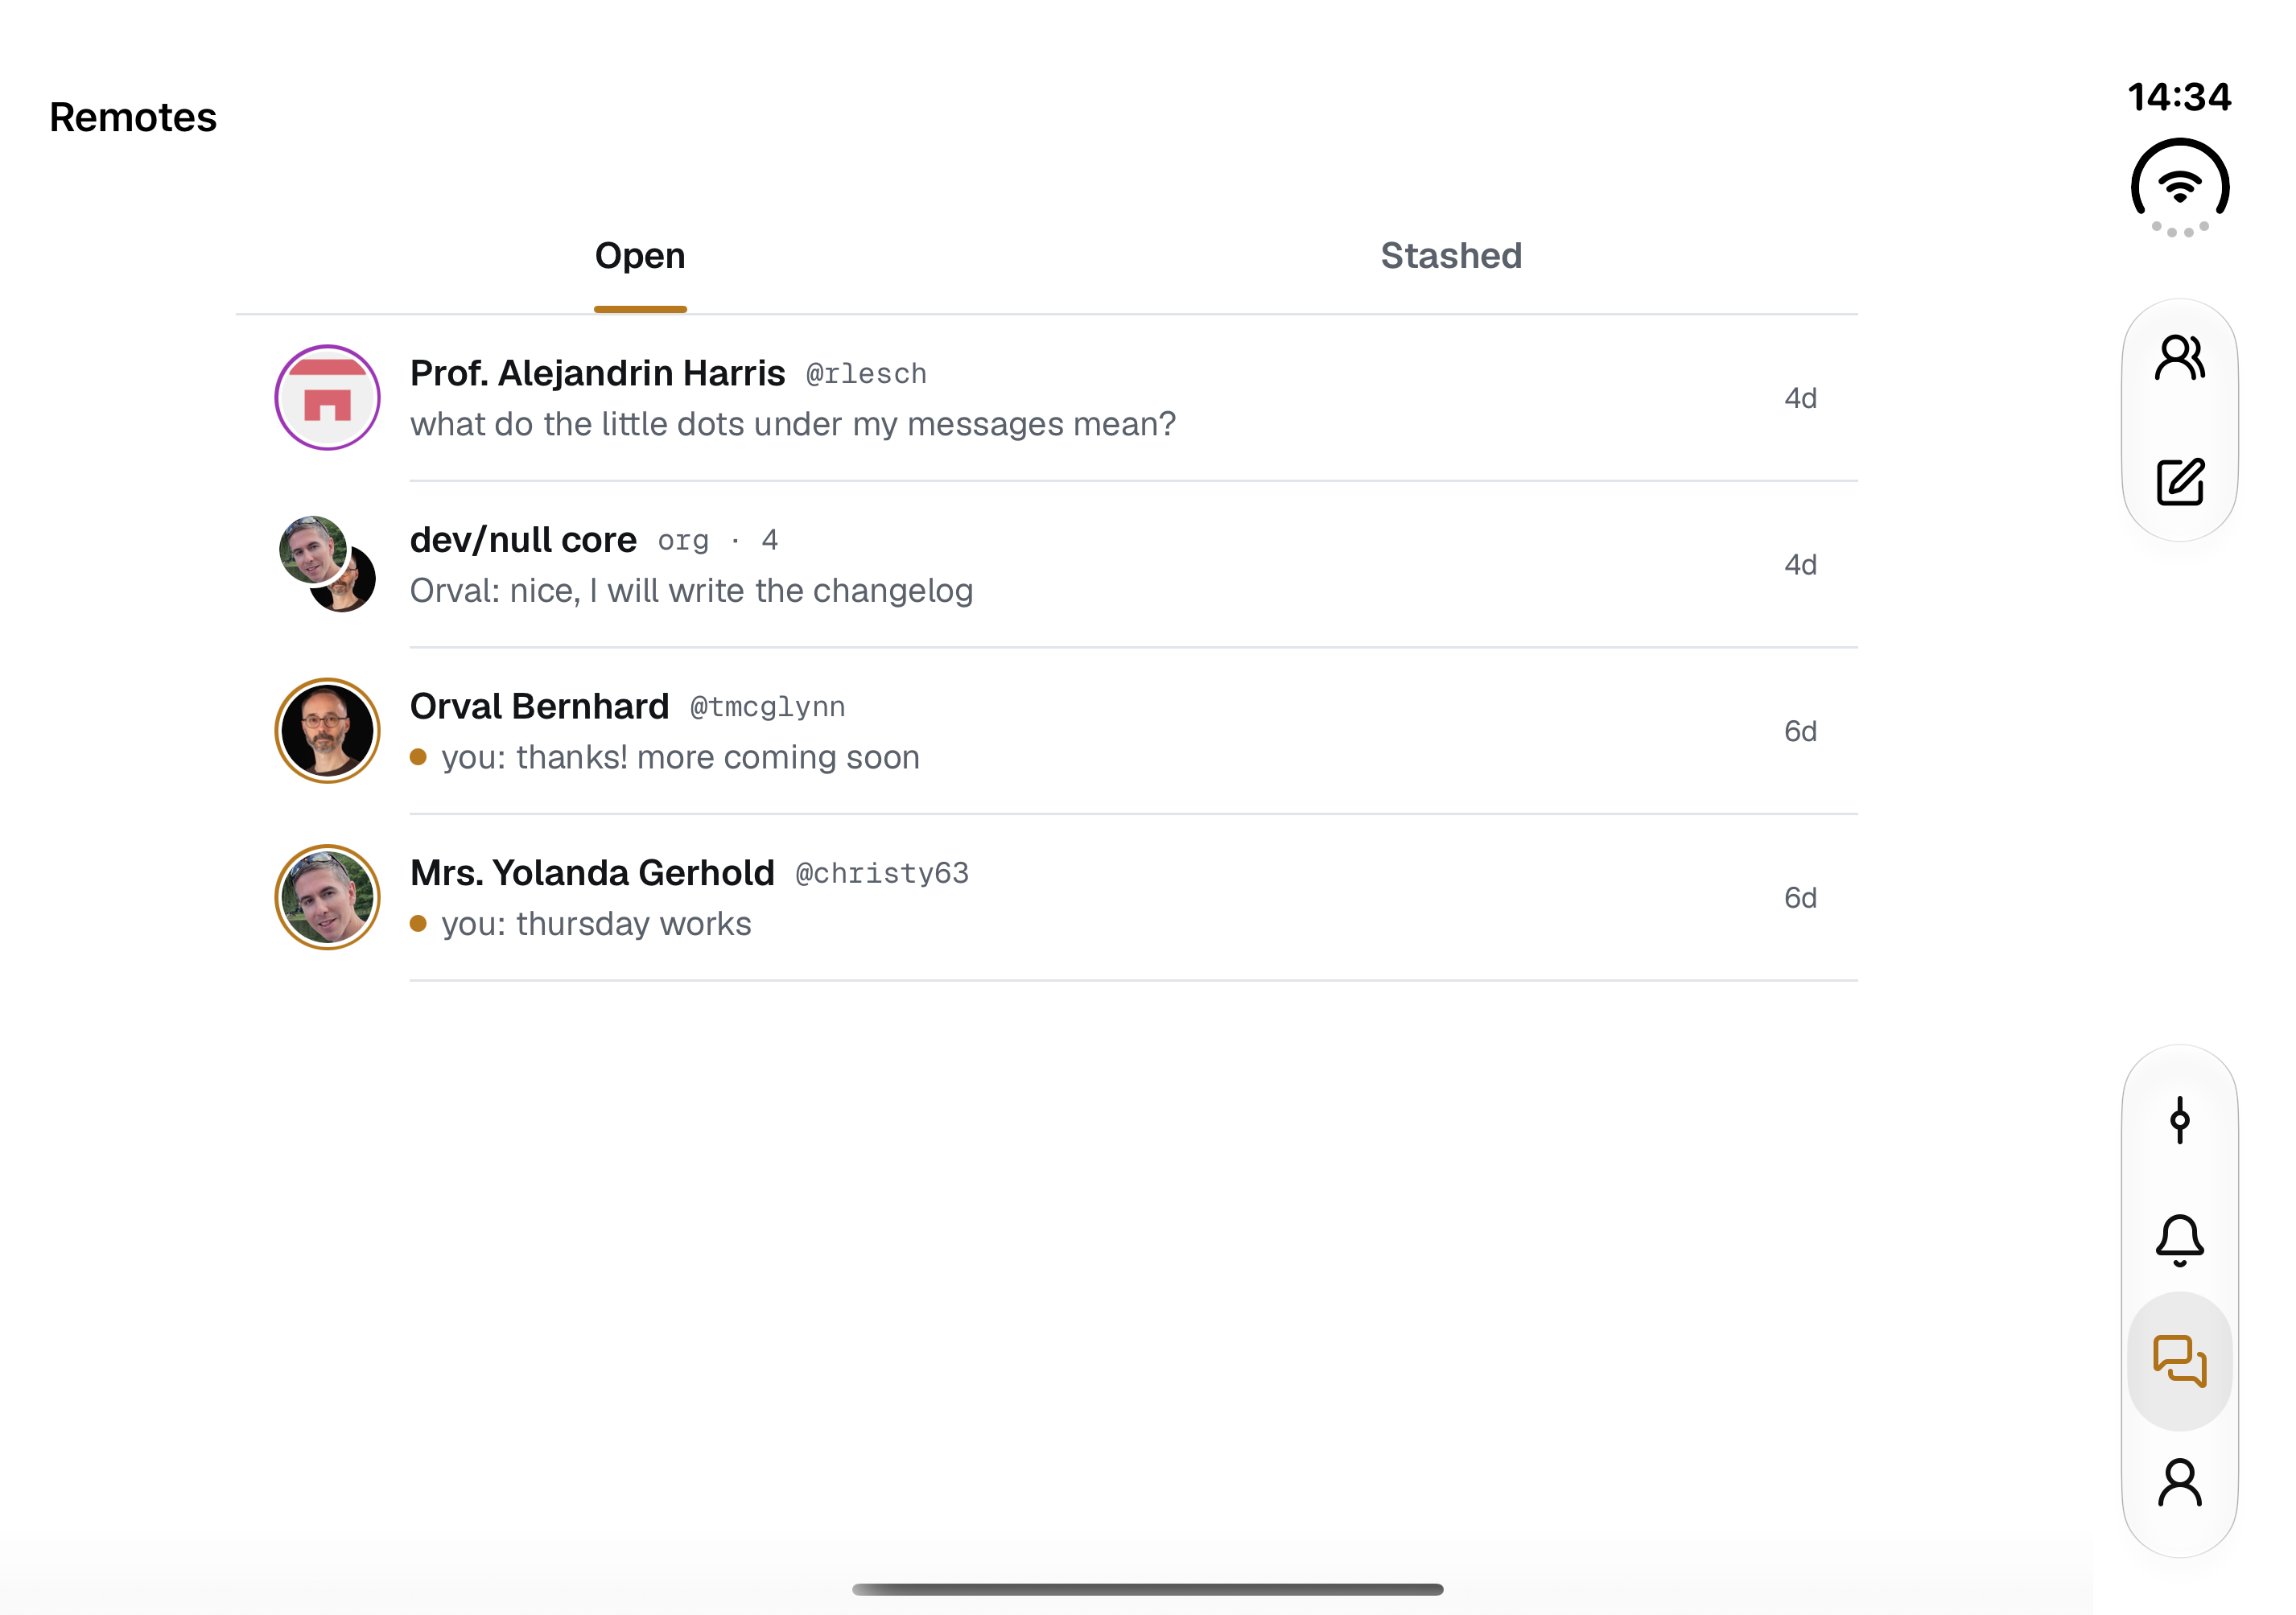 Remotes
14:34
Open
Stashed
Prof. Alejandrin Harris @rlesch
what do the little dots under my messages mean?
4d
dev/null core org · 4
Orval: nice, I will write the changelog
4d
Orval Bernhard @tmcglynn
you: thanks! more coming soon
6d
Mrs. Yolanda Gerhold @christy63
you: thursday works
6d